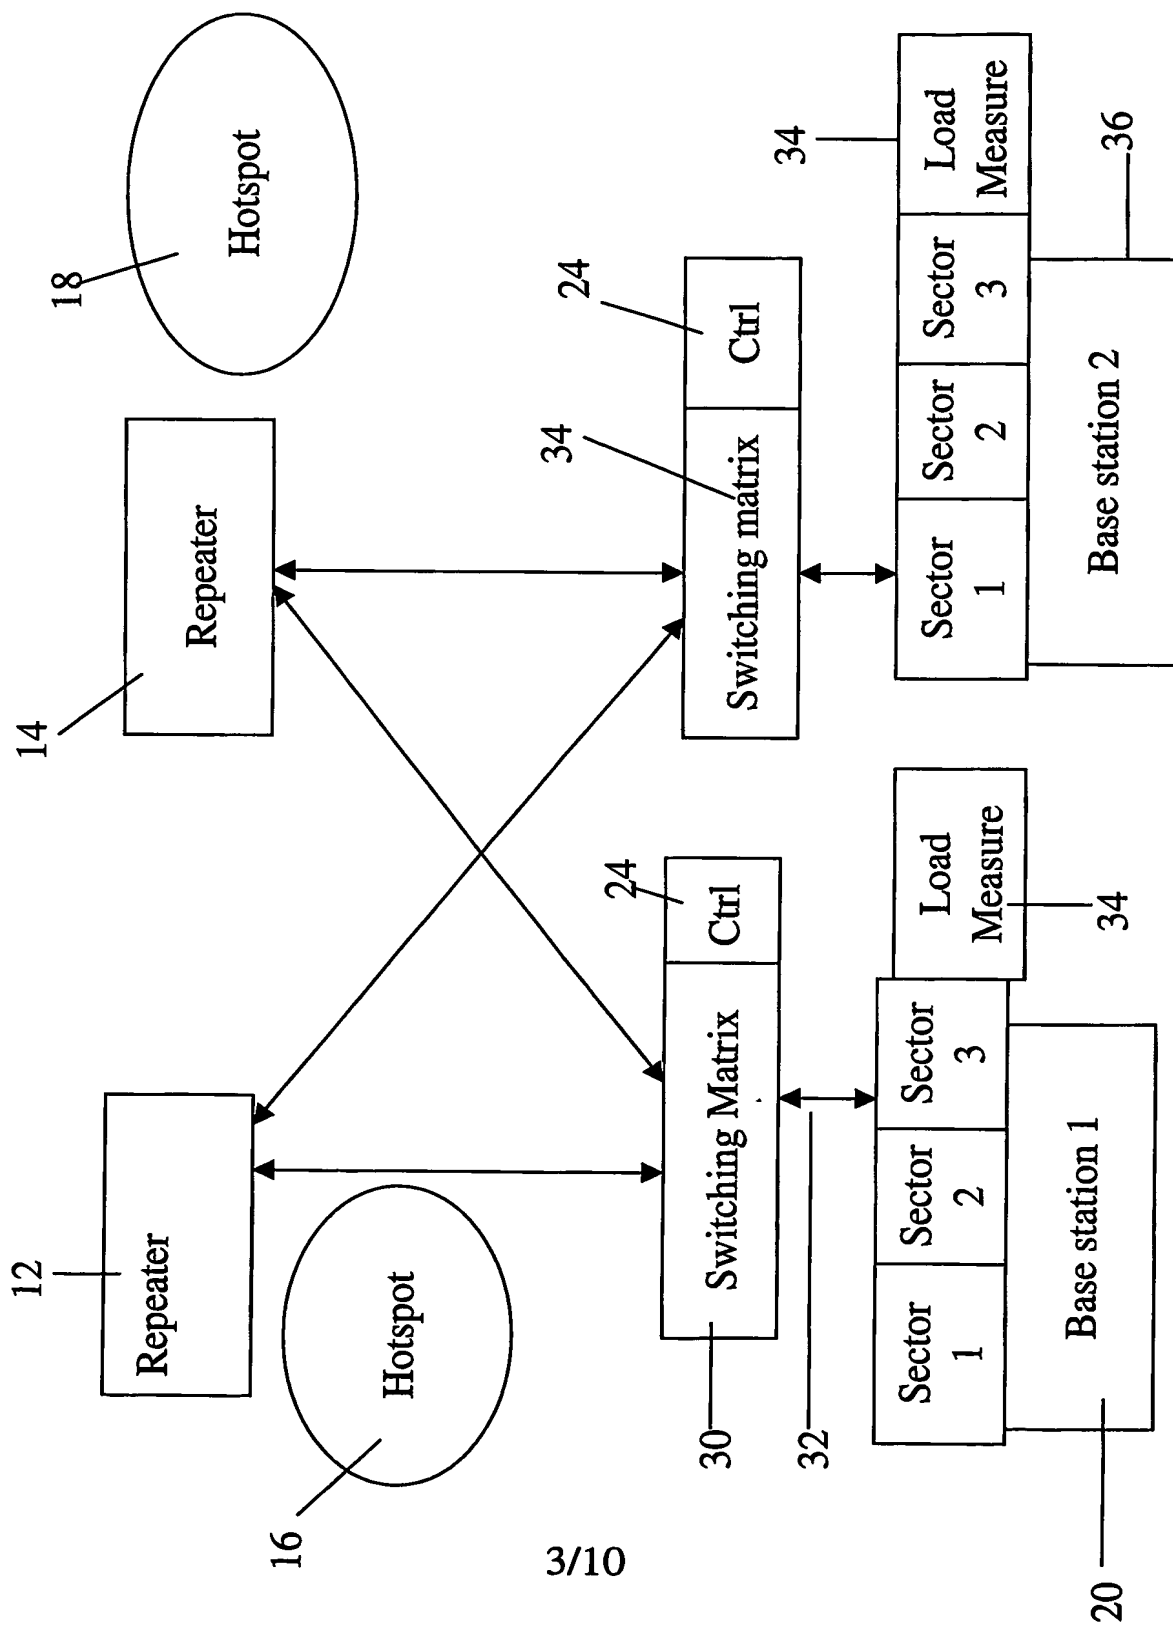 12
14
18
Repeater
Repeater
Hotspot
16
Hotspot
24
24
34
30
Switching Matrix
Ctrl
Switching matrix
Ctrl
32
34
Sector
1
Sector
2
Sector
3
Load
Measure
Sector
1
Sector
2
Sector
3
Load
Measure
34
20
Base station 1
Base station 2
36
3/10